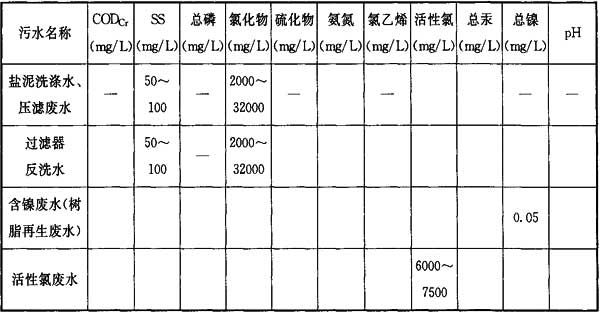 污水名称 COD_Cr (mg/L) SS (mg/L) 总磷 (mg/L) 氯化物 (mg/L) 硫化物 (mg/L) 氨氮 (mg/L) 氯乙烯 (mg/L) 活性氯 (mg/L) 总汞 (mg/L) 总镍 (mg/L) pH
盐泥洗涤水、 — 50～ — 2000～ — — — —
压滤废水 100 32000
过滤器 50～ — 2000～
反洗水 100 32000
含镍废水(树 0.05
脂再生废水)
活性氯废水 6000～
7500